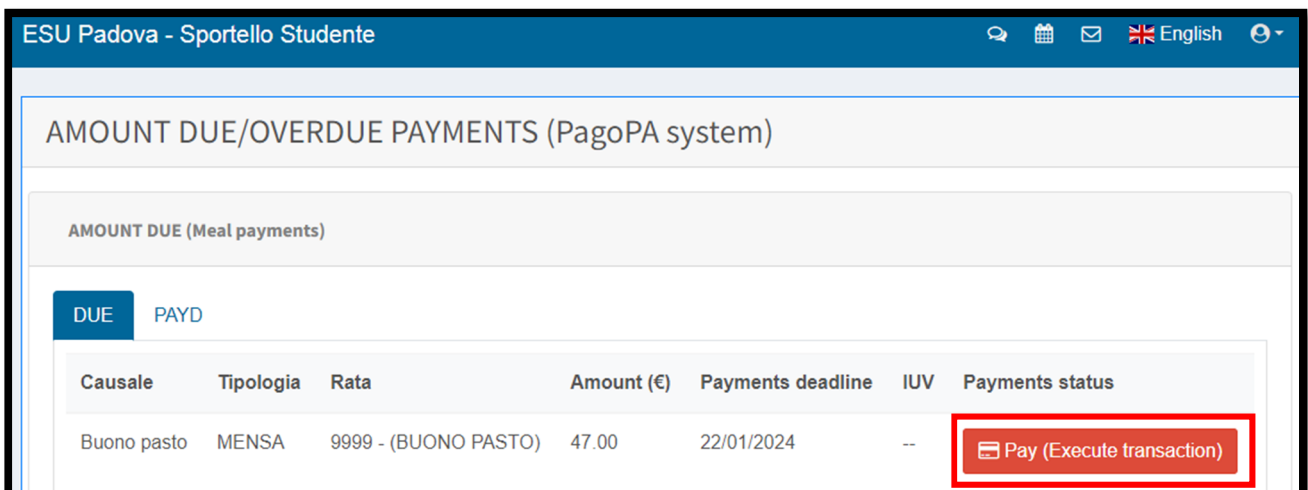 ESU Padova - Sportello Studente English
AMOUNT DUE/OVERDUE PAYMENTS (PagoPA system)
AMOUNT DUE (Meal payments)
DUE PAYD
Causale Tipologia Rata Amount (€) Payments deadline IUV Payments status
Buono pasto MENSA 9999 - (BUONO PASTO) 47.00 22/01/2024 -- Pay (Execute transaction)